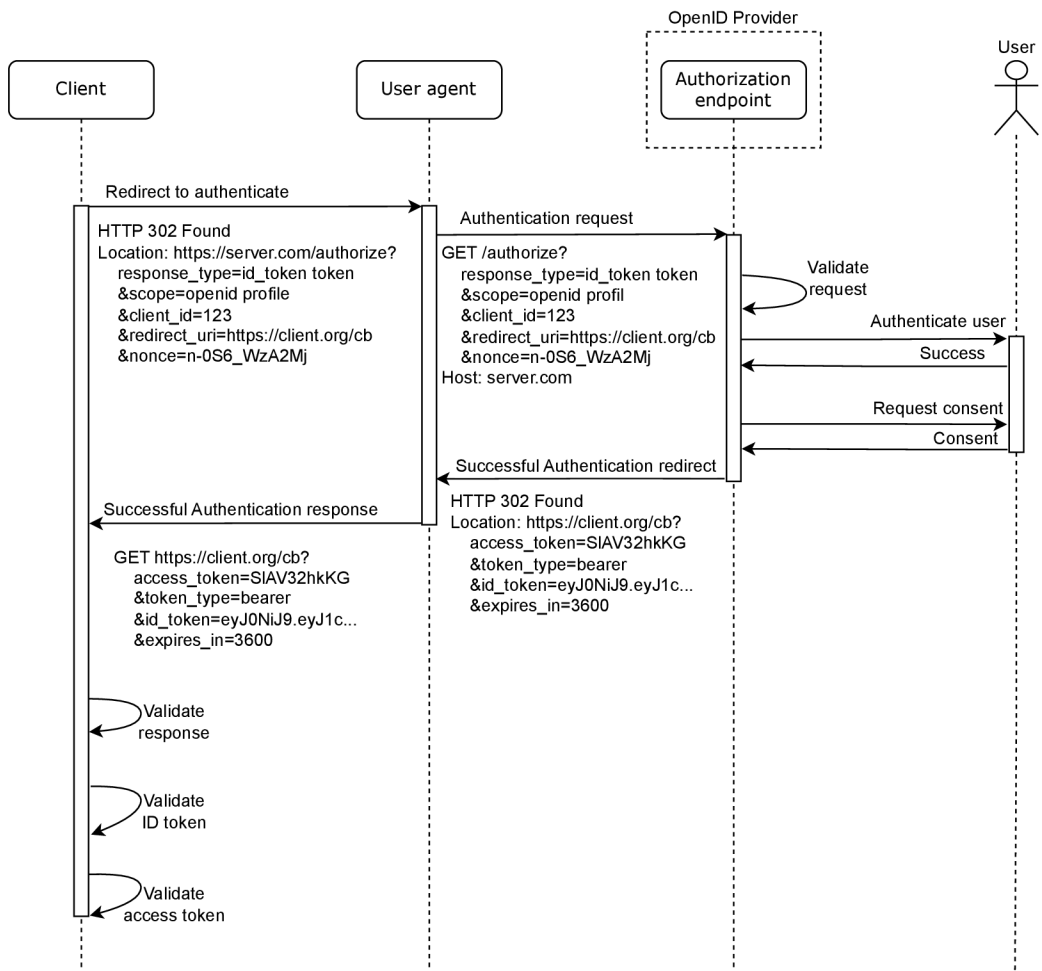 OpenID Provider
User
Client
User agent
Authorization
endpoint
Redirect to authenticate
HTTP 302 Found
Location: https://server.com/authorize?
response_type=id_token token
&scope=openid profile
&client_id=123
&redirect_uri=https://client.org/cb
&nonce=n-0S6_WzA2Mj
Authentication request
GET /authorize?
response_type=id_token token
&scope=openid profil
&client_id=123
&redirect_uri=https://client.org/cb
&nonce=n-0S6_WzA2Mj
Host: server.com
Validate
request
Authenticate user
Success
Request consent
Consent
Successful Authentication redirect
HTTP 302 Found
Location: https://client.org/cb?
access_token=SlAV32hkKG
&token_type=bearer
&id_token=eyJ0NiJ9.eyJ1c...
&expires_in=3600
Successful Authentication response
GET https://client.org/cb?
access_token=SlAV32hkKG
&token_type=bearer
&id_token=eyJ0NiJ9.eyJ1c...
&expires_in=3600
Validate
response
Validate
ID token
Validate
access token